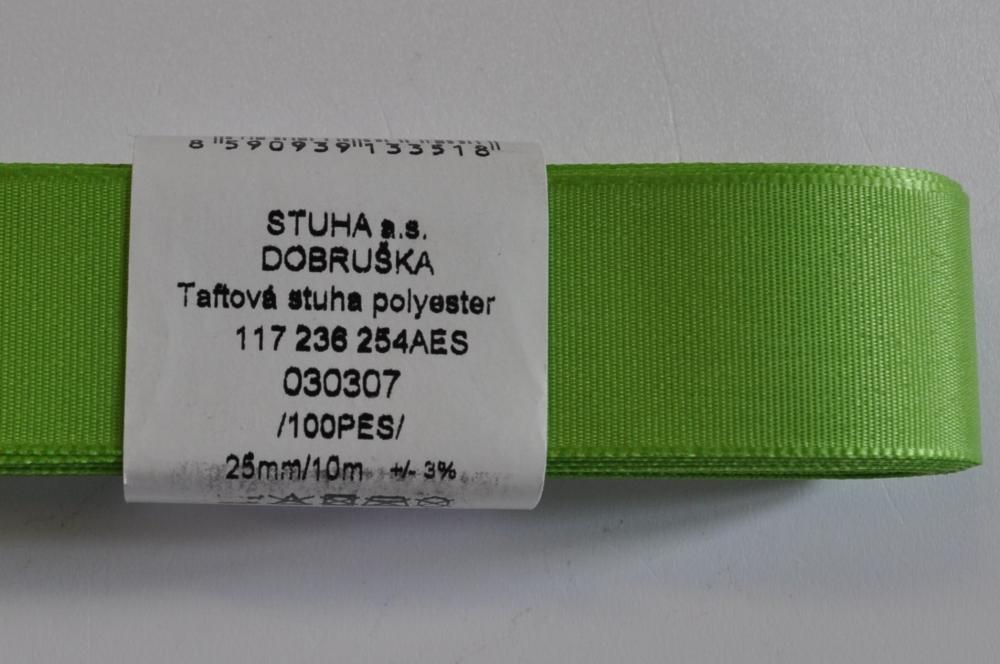 8 590939 133518
STUHA a.s.
DOBRUŠKA
Taftová stuha polyester
117 236 254AES
030307
/100PES/
25mm/10m +/- 3%